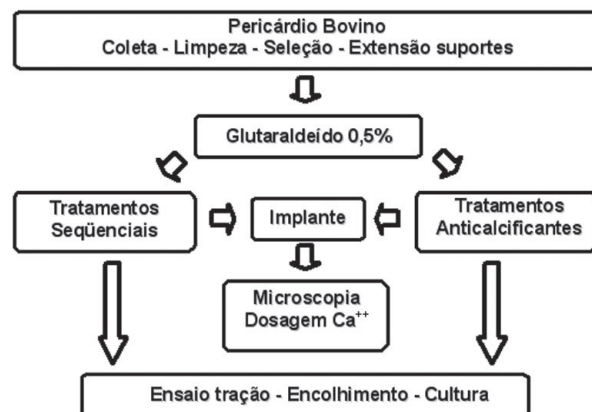 Pericárdio Bovino
Coleta - Limpeza - Seleção - Extensão suportes
Glutaraldeído 0,5%
Tratamentos
Seqüenciais
Implante
Tratamentos
Anticalcificantes
Microscopia
Dosagem Ca⁺⁺
Ensaio tração - Encolhimento - Cultura